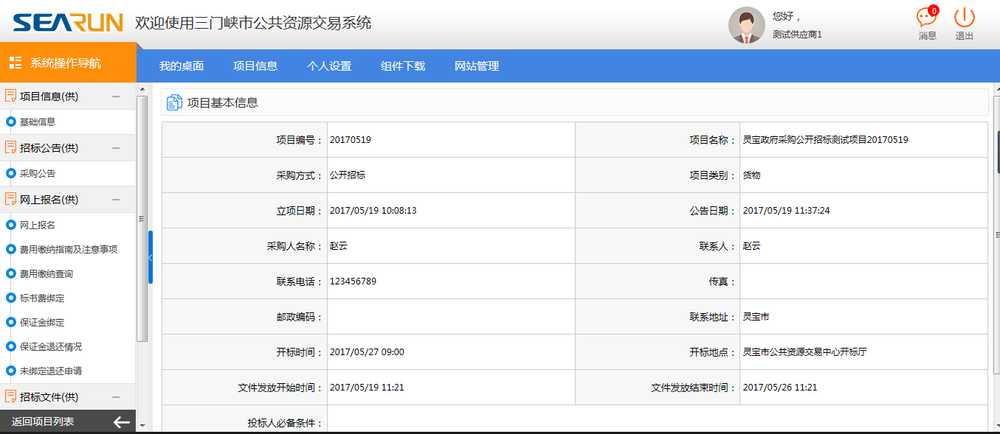 SEARUN 欢迎使用三门峡市公共资源交易系统
您好，
测试供应商1
0
消息 退出
系统操作导航
我的桌面 项目信息 个人设置 组件下载 网站管理
项目信息(供)
基础信息
招标公告(供)
采购公告
网上报名(供)
网上报名
费用缴纳指南及注意事项
费用缴纳查询
标书费绑定
保证金绑定
保证金退还情况
未绑定退还申请
招标文件(供)
返回项目列表
项目基本信息
项目编号： 20170519 项目名称： 灵宝政府采购公开招标测试项目20170519
采购方式： 公开招标 项目类别： 货物
立项日期： 2017/05/19 10:08:13 公告日期： 2017/05/19 11:37:24
采购人名称： 赵云 联系人： 赵云
联系电话： 123456789 传真：
邮政编码： 联系地址： 灵宝市
开标时间： 2017/05/27 09:00 开标地点： 灵宝市公共资源交易中心开标厅
文件发放开始时间： 2017/05/19 11:21 文件发放结束时间： 2017/05/26 11:21
投标人必备条件：